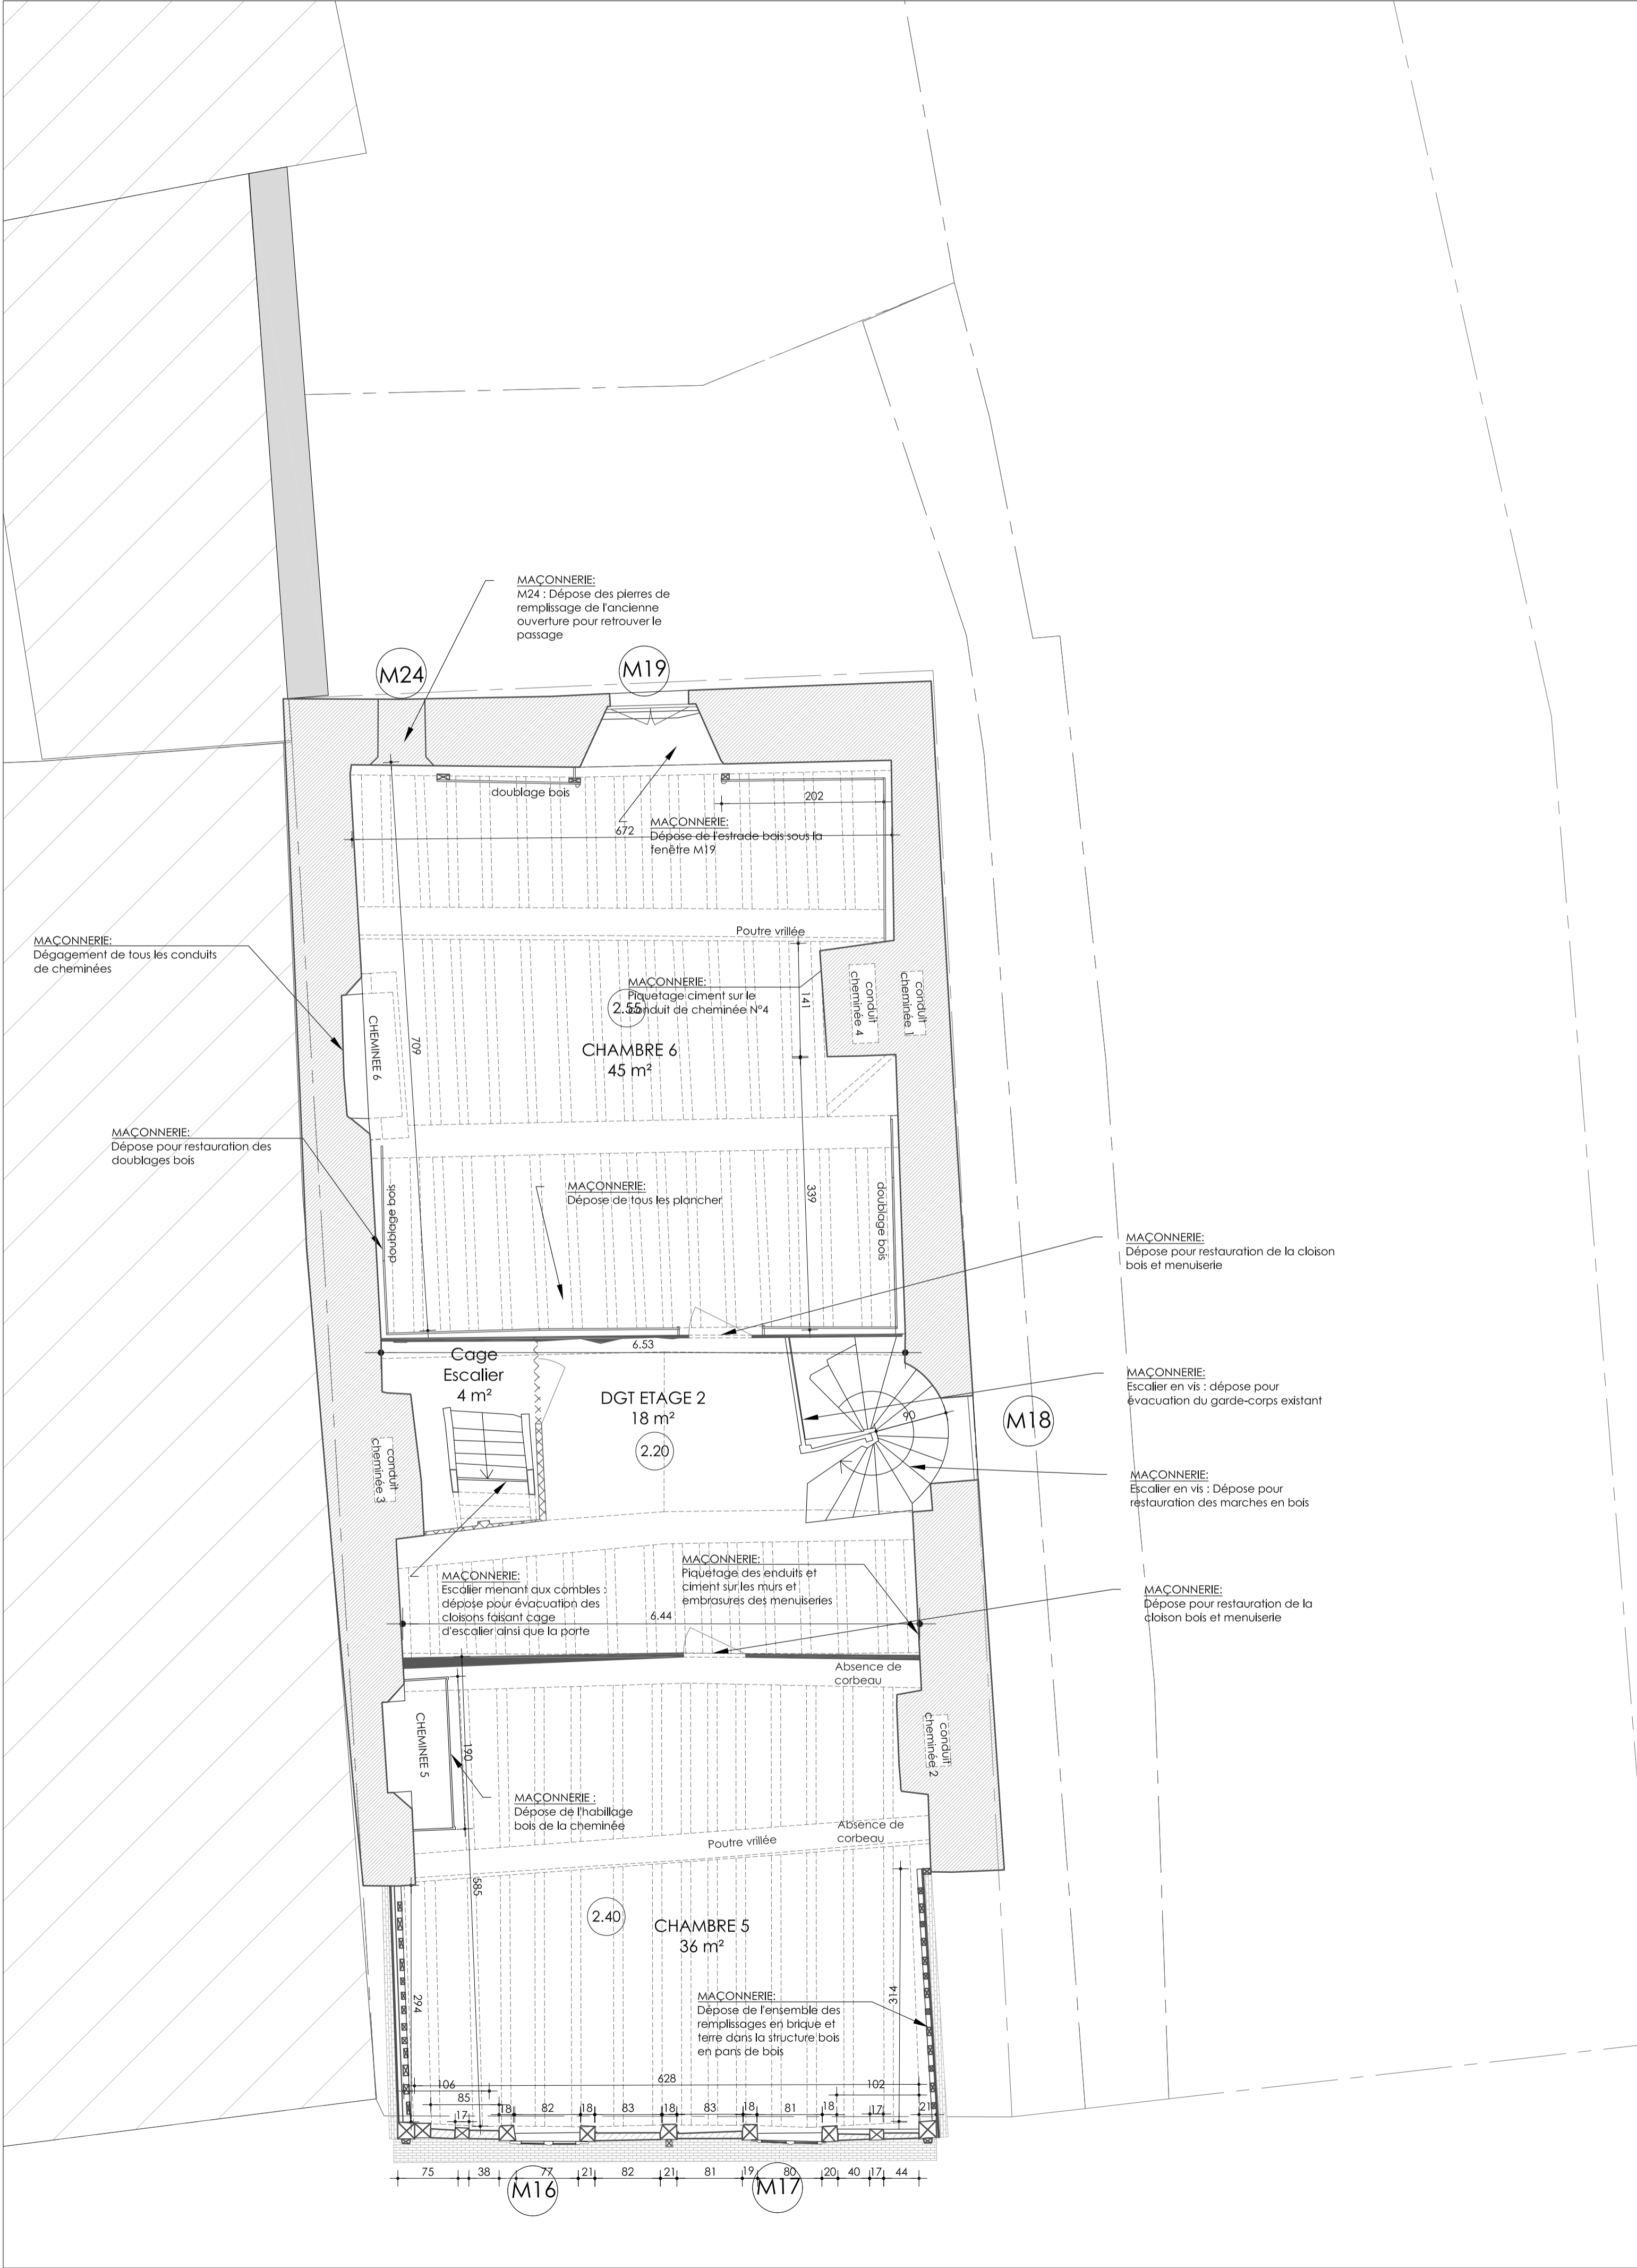 MAÇONNERIE:
M24 : Dépose des pierres de
remplissage de l'ancienne
ouverture pour retrouver le
passage
M24
M19
doublage bois
202
672
MAÇONNERIE:
Dépose de l'estrade bois sous la
fenêtre M19
Poutre vrillée
MAÇONNERIE:
Dégagement de tous les conduits
de cheminées
MAÇONNERIE:
Piquetage ciment sur le
conduit de cheminée N°4
2.55
141
conduit
cheminée 4
conduit
cheminée 1
CHEMINEE 6
709
CHAMBRE 6
45 m²
MAÇONNERIE:
Dépose pour restauration des
doublages bois
doublage bois
MAÇONNERIE:
Dépose de tous les plancher
339
doublage bois
MAÇONNERIE:
Dépose pour restauration de la cloison
bois et menuiserie
6.53
Cage
Escalier
4 m²
DGT ETAGE 2
18 m²
2.20
90
M18
MAÇONNERIE:
Escalier en vis : dépose pour
évacuation du garde-corps existant
conduit
cheminée 3
MAÇONNERIE:
Escalier en vis : Dépose pour
restauration des marches en bois
MAÇONNERIE:
Escalier menant aux combles :
dépose pour évacuation des
cloisons faisant cage
d'escalier ainsi que la porte
MAÇONNERIE:
Piquetage des enduits et
ciment sur les murs et
embrasures des menuiseries
6.44
MAÇONNERIE:
Dépose pour restauration de la
cloison bois et menuiserie
Absence de
corbeau
CHEMINEE 5
190
conduit
cheminée 2
MAÇONNERIE :
Dépose de l'habillage
bois de la cheminée
Poutre vrillée
Absence de
corbeau
585
2.40
CHAMBRE 5
36 m²
294
314
MAÇONNERIE:
Dépose de l'ensemble des
remplissages en brique et
terre dans la structure bois
en pans de bois
106
628
102
85
17
18
82
18
83
18
83
18
81
18
17
21
75
38
77
21
82
21
81
19
80
20
40
17
44
M16
M17